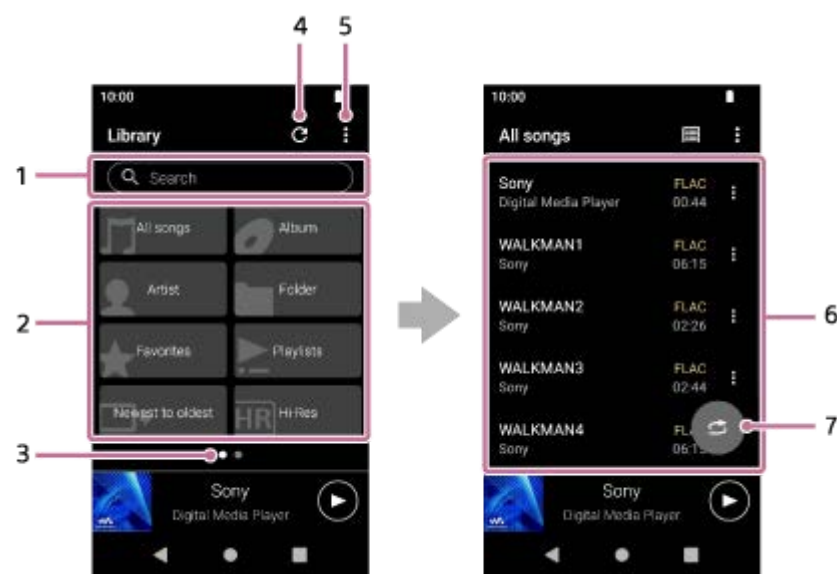 4 5
10:00
Library
1
Search
2
All songs
Album
Artist
Folder
Favorites
Playlists
Newest to oldest
HR Hi-Res
3
Sony
Digital Media Player
10:00
All songs
Sony FLAC
Digital Media Player 00:44
WALKMAN1 FLAC
Sony 06:15
WALKMAN2 FLAC
Sony 02:26
6
WALKMAN3 FLAC
Sony 02:44
WALKMAN4
7
Sony
Sony
Digital Media Player